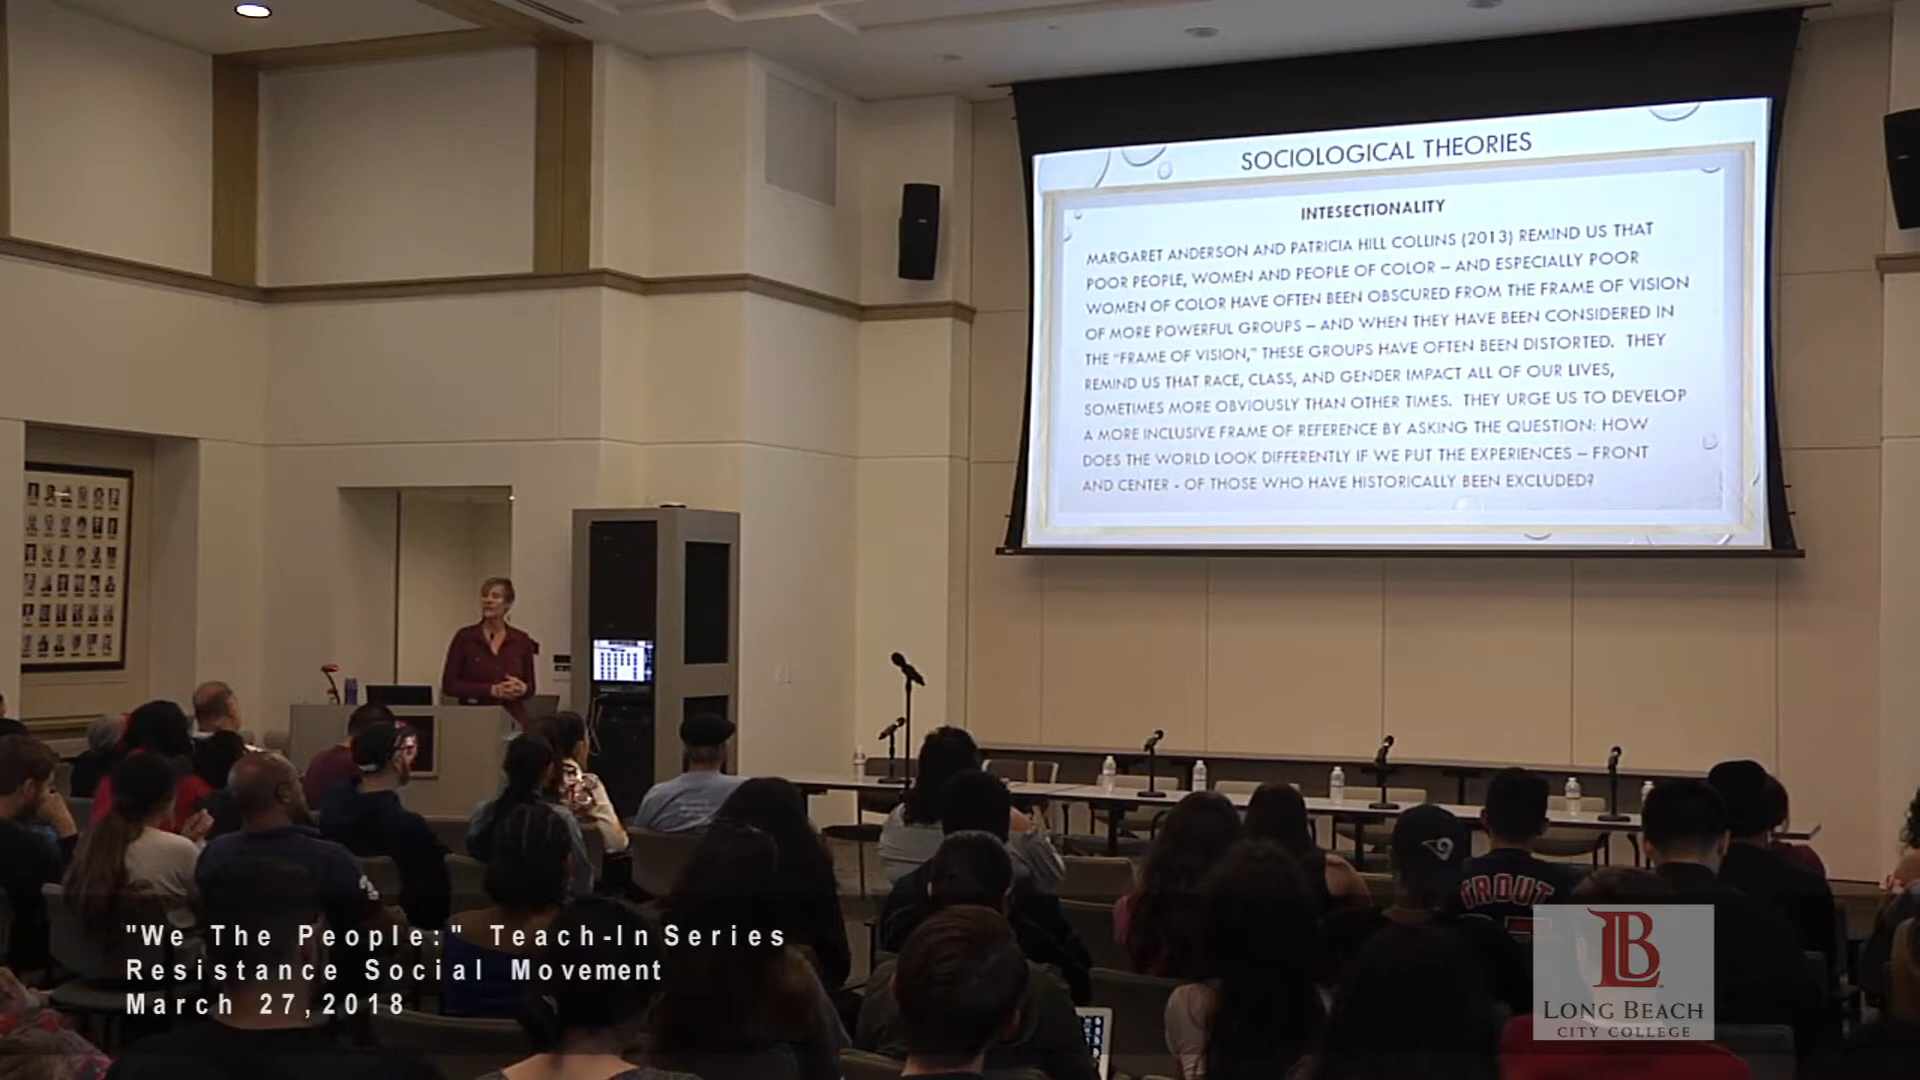 SOCIOLOGICAL THEORIES
INTESECTIONALITY
MARGARET ANDERSON AND PATRICIA HILL COLLINS (2013) REMIND US THAT
POOR PEOPLE, WOMEN AND PEOPLE OF COLOR – AND ESPECIALLY POOR
WOMEN OF COLOR HAVE OFTEN BEEN OBSCURED FROM THE FRAME OF VISION
OF MORE POWERFUL GROUPS – AND WHEN THEY HAVE BEEN CONSIDERED IN
THE "FRAME OF VISION," THESE GROUPS HAVE OFTEN BEEN DISTORTED. THEY
REMIND US THAT RACE, CLASS, AND GENDER IMPACT ALL OF OUR LIVES,
SOMETIMES MORE OBVIOUSLY THAN OTHER TIMES. THEY URGE US TO DEVELOP
A MORE INCLUSIVE FRAME OF REFERENCE BY ASKING THE QUESTION: HOW
DOES THE WORLD LOOK DIFFERENTLY IF WE PUT THE EXPERIENCES – FRONT
AND CENTER - OF THOSE WHO HAVE HISTORICALLY BEEN EXCLUDED?
TROUT
"We The People:" Teach-In Series
Resistance Social Movement
March 27, 2018
LB
LONG BEACH
CITY COLLEGE